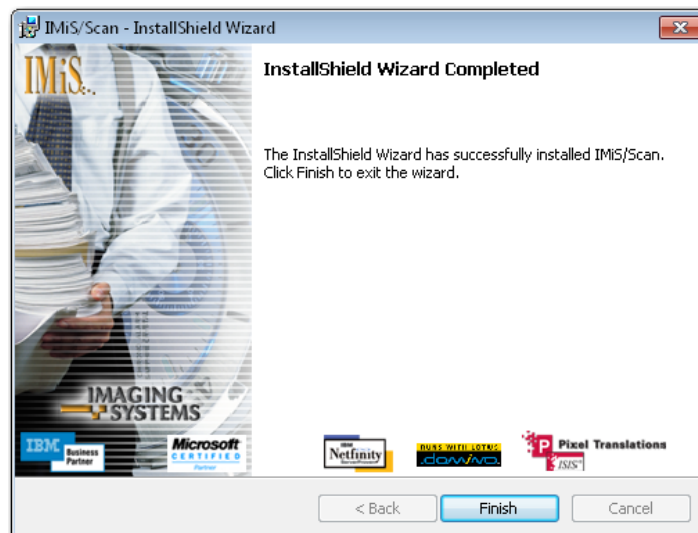 IMiS/Scan - InstallShield Wizard
IMiS
InstallShield Wizard Completed
The InstallShield Wizard has successfully installed IMiS/Scan.
Click Finish to exit the wizard.
IMAGING
SYSTEMS
IBM
Business
Partner
Microsoft
CERTIFIED
Partner
IBM
Netfinity
RUNS WITH LOTUS
domino
Pixel Translations
ISIS
< Back
Finish
Cancel